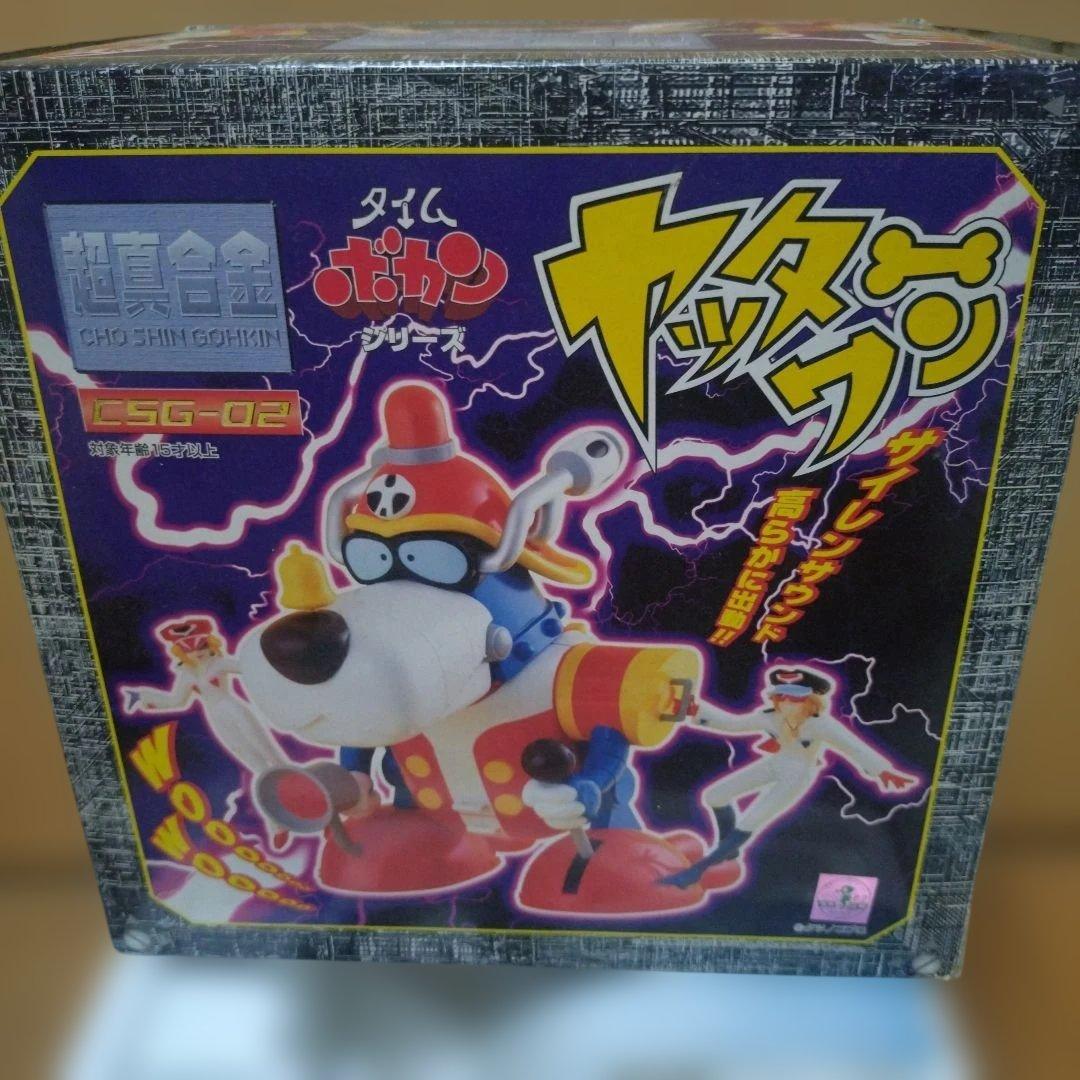 超真合金
CHO SHIN GOHKIN
CSG-02
対象年齢15才以上
タイム
ボカン
シリーズ
ヤッターワン
サイレンサウンド
高らかに出動!!